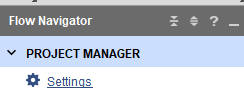 Flow Navigator ?
PROJECT MANAGER
Settings